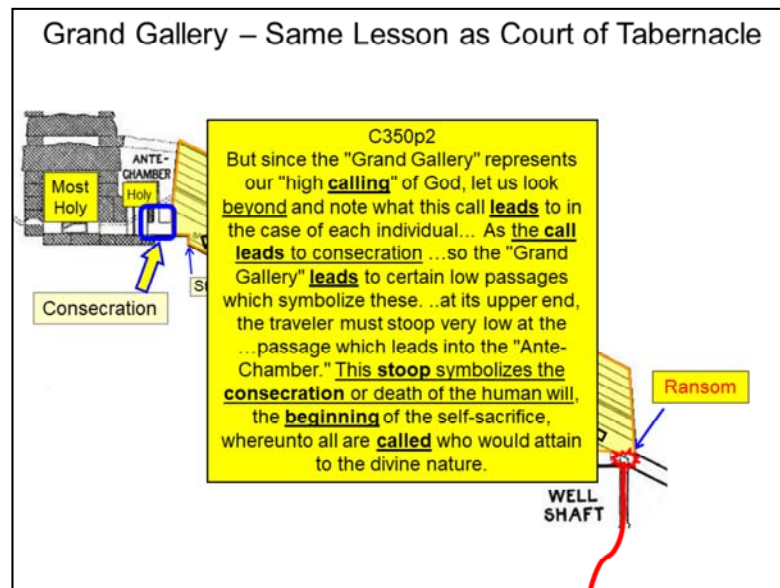 Grand Gallery – Same Lesson as Court of Tabernacle
ANTE-
CHAMBER
Most
Holy
Holy
Consecration
C350p2
But since the "Grand Gallery" represents
our "high calling" of God, let us look
beyond and note what this call leads to in
the case of each individual... As the call
leads to consecration ...so the "Grand
Gallery" leads to certain low passages
which symbolize these. ..at its upper end,
the traveler must stoop very low at the
...passage which leads into the "Ante-
Chamber." This stoop symbolizes the
consecration or death of the human will,
the beginning of the self-sacrifice,
whereunto all are called who would attain
to the divine nature.
Ransom
WELL
SHAFT